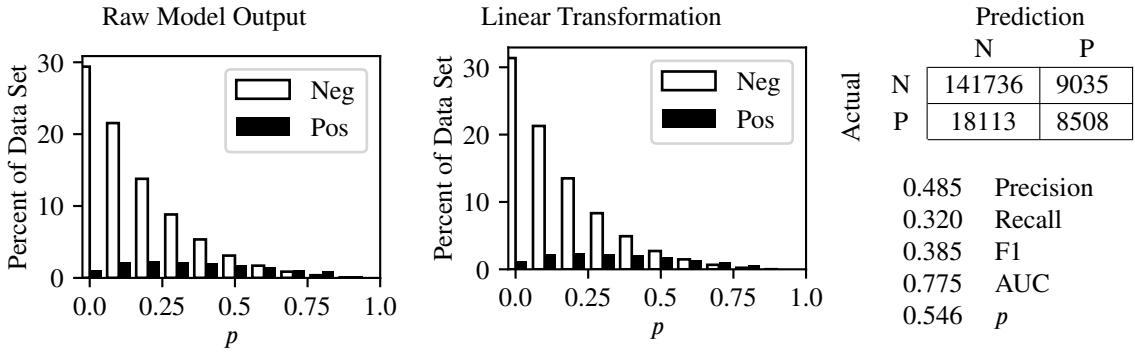 Raw Model Output
Percent of Data Set
30
20
10
0
Neg
Pos
0.0 0.25 0.5 0.75 1.0
p
Linear Transformation
Percent of Data Set
30
20
10
0
Neg
Pos
0.0 0.25 0.5 0.75 1.0
p
Prediction
N P
Actual
N 141736 9035
P 18113 8508
0.485 Precision
0.320 Recall
0.385 F1
0.775 AUC
0.546 p